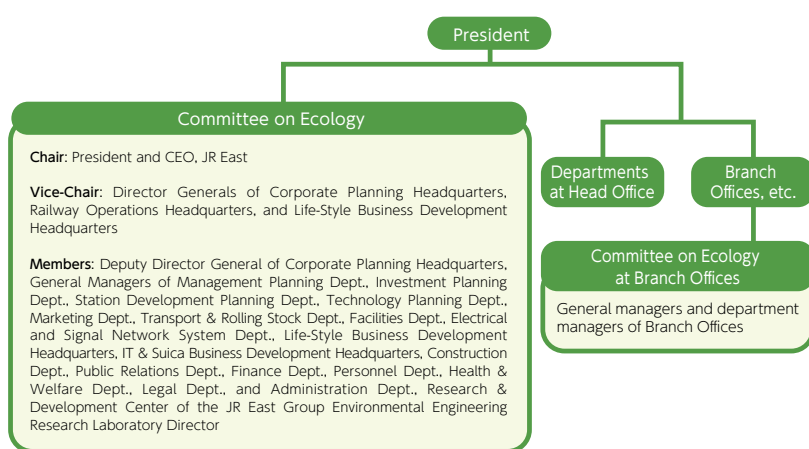 President
Committee on Ecology
Chair: President and CEO, JR East
Vice-Chair: Director Generals of Corporate Planning Headquarters,
Railway Operations Headquarters, and Life-Style Business Development
Headquarters
Members: Deputy Director General of Corporate Planning Headquarters,
General Managers of Management Planning Dept., Investment Planning
Dept., Station Development Planning Dept., Technology Planning Dept.,
Marketing Dept., Transport & Rolling Stock Dept., Facilities Dept., Electrical
and Signal Network System Dept., Life-Style Business Development
Headquarters, IT & Suica Business Development Headquarters, Construction
Dept., Public Relations Dept., Finance Dept., Personnel Dept., Health &
Welfare Dept., Legal Dept., and Administration Dept., Research &
Development Center of the JR East Group Environmental Engineering
Research Laboratory Director
Departments
at Head Office
Branch
Offices, etc.
Committee on Ecology
at Branch Offices
General managers and department
managers of Branch Offices